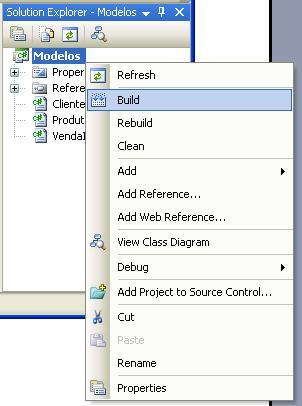 Solution Explorer - Modelos
Modelos
Proper
Refere
Cliente
Produt
Refresh
Build
Rebuild
Clean
Add
Add Reference...
Add Web Reference...
View Class Diagram
Debug
Add Project to Source Control...
Cut
Paste
Rename
Properties